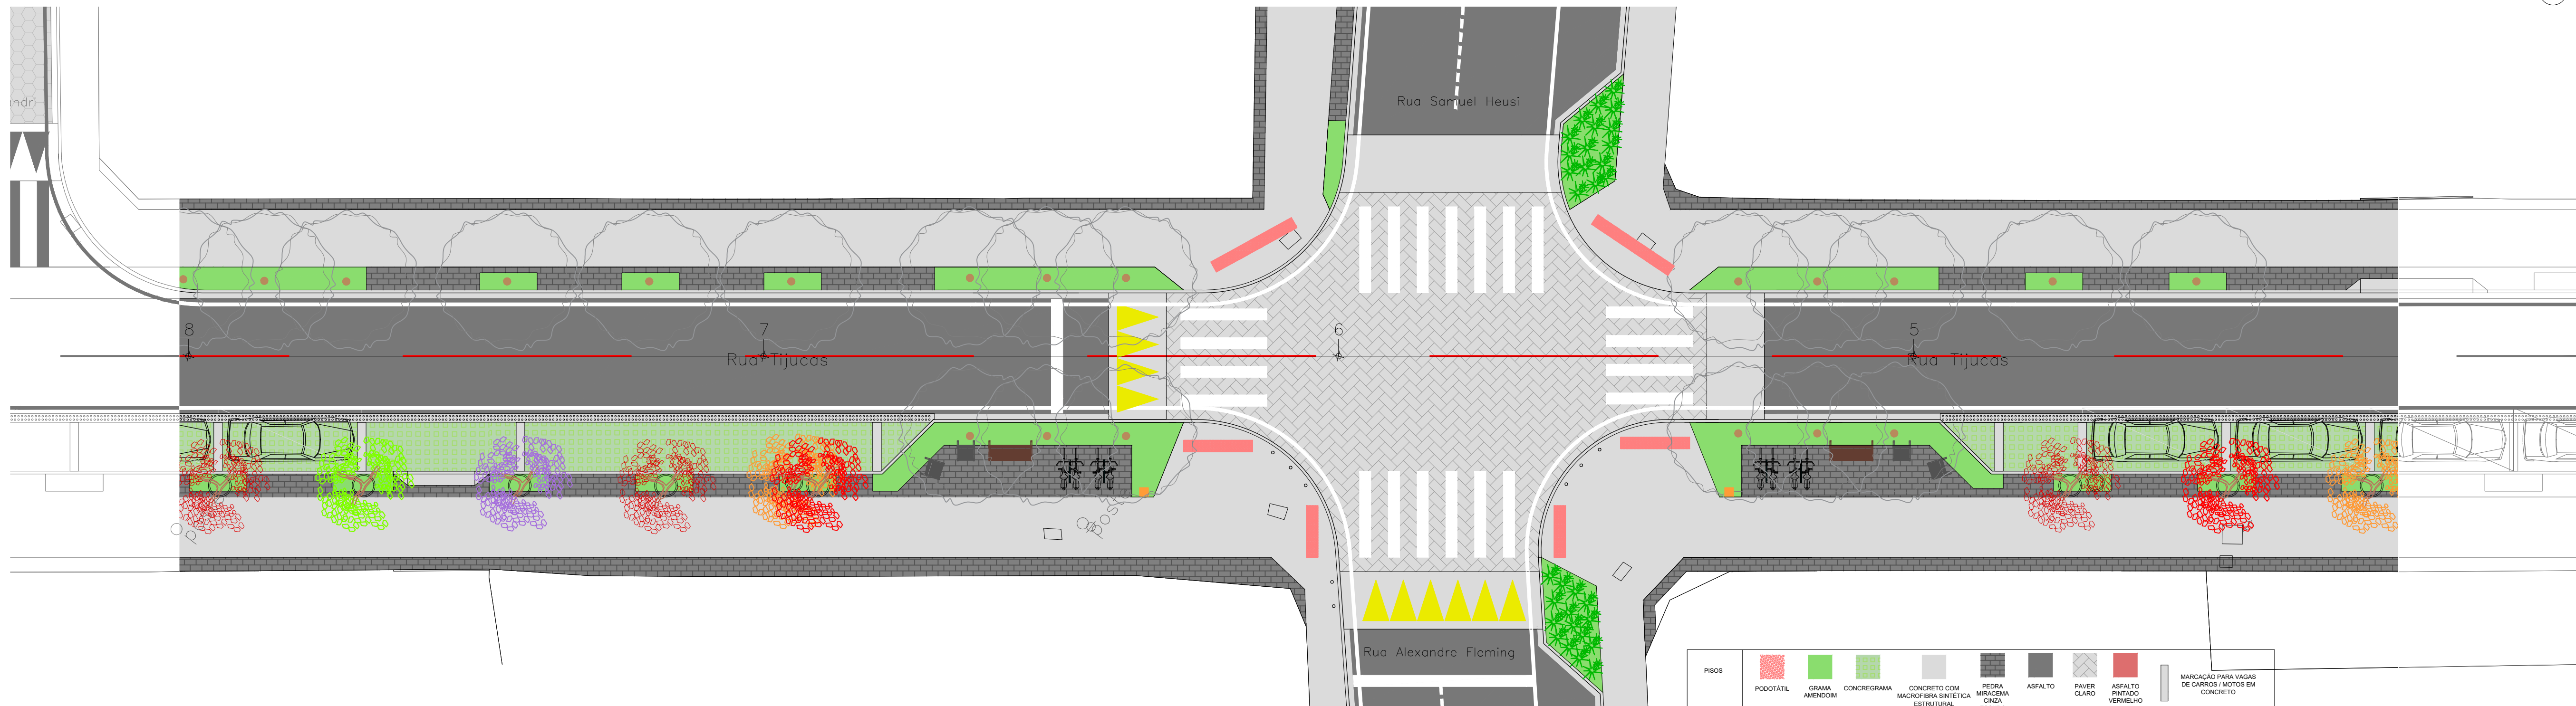 andri
Rua Samuel Heusi
8
7
6
5
Rua Tijucas
Rua Tijucas
Rua Alexandre Fleming
PISOS
PODOTÁTIL
GRAMA
AMENDOIM
CONCREGRAMA
CONCRETO COM
MACROFIBRA SINTÉTICA
ESTRUTURAL
PEDRA
MIRACEMA
CINZA
ASFALTO
PAVER
CLARO
ASFALTO
PINTADO
VERMELHO
MARCAÇÃO PARA VAGAS
DE CARROS / MOTOS EM
CONCRETO